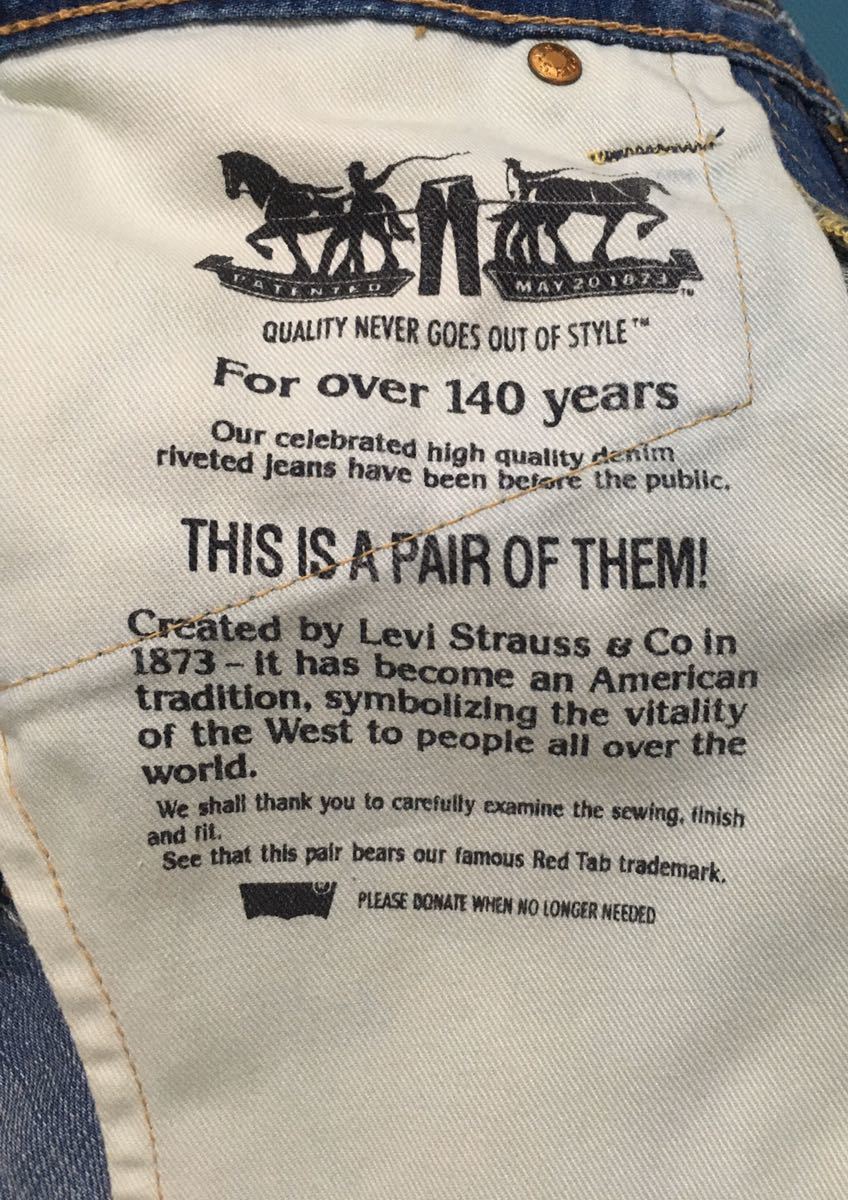 PATENTED
MAY 20 1873
TM
QUALITY NEVER GOES OUT OF STYLE™
For over 140 years
Our celebrated high quality denim
riveted jeans have been before the public.
THIS IS A PAIR OF THEM!
Created by Levi Strauss & Co in
1873 – it has become an American
tradition, symbolizing the vitality
of the West to people all over the
world.
We shall thank you to carefully examine the sewing, finish
and fit.
See that this pair bears our famous Red Tab trademark.
® PLEASE DONATE WHEN NO LONGER NEEDED